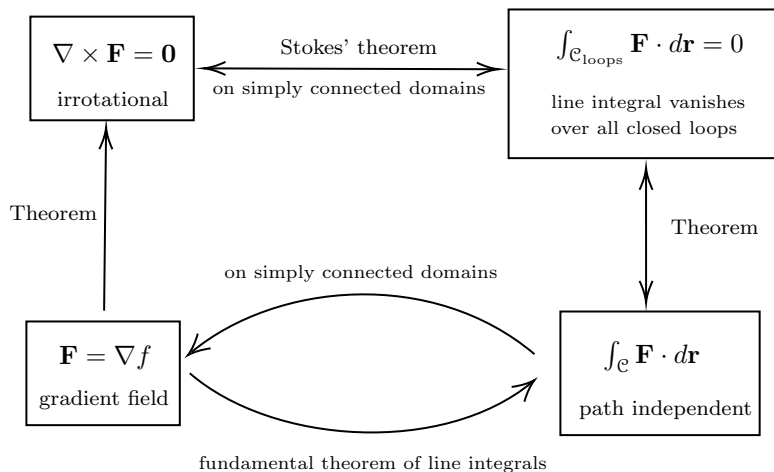 ∇ × F = 0
irrotational
Stokes' theorem
on simply connected domains
∫_{𝒞_loops} F · dr = 0
line integral vanishes
over all closed loops
Theorem
Theorem
on simply connected domains
F = ∇f
gradient field
∫_𝒞 F · dr
path independent
fundamental theorem of line integrals